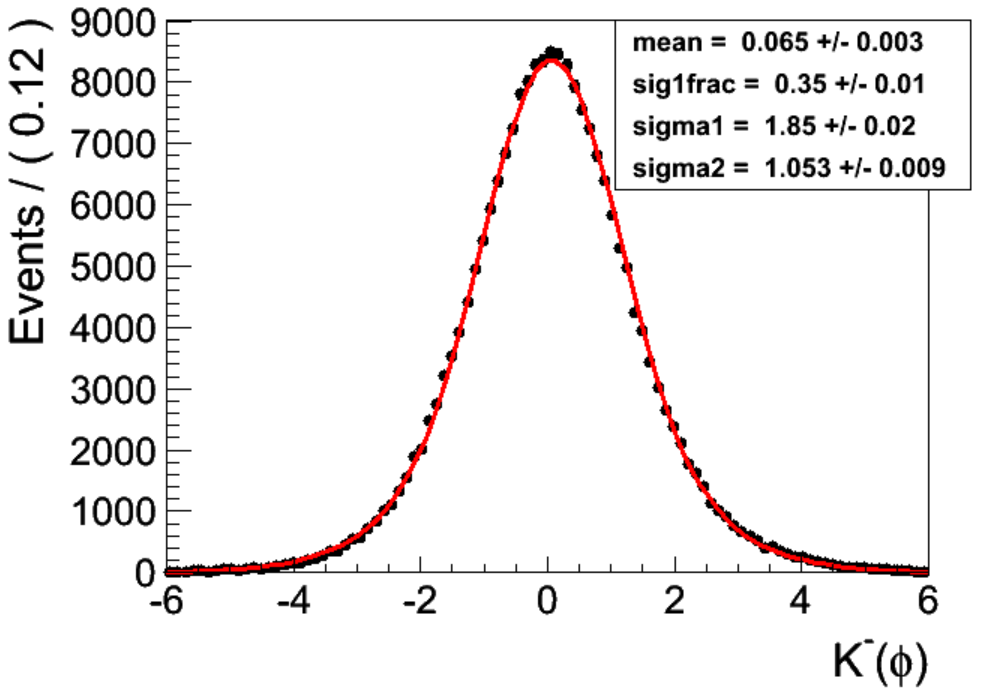 Events / ( 0.12 )
9000
8000
7000
6000
5000
4000
3000
2000
1000
0
mean = 0.065 +/- 0.003
sig1frac = 0.35 +/- 0.01
sigma1 = 1.85 +/- 0.02
sigma2 = 1.053 +/- 0.009
-6 -4 -2 0 2 4 6
K⁻(ϕ)